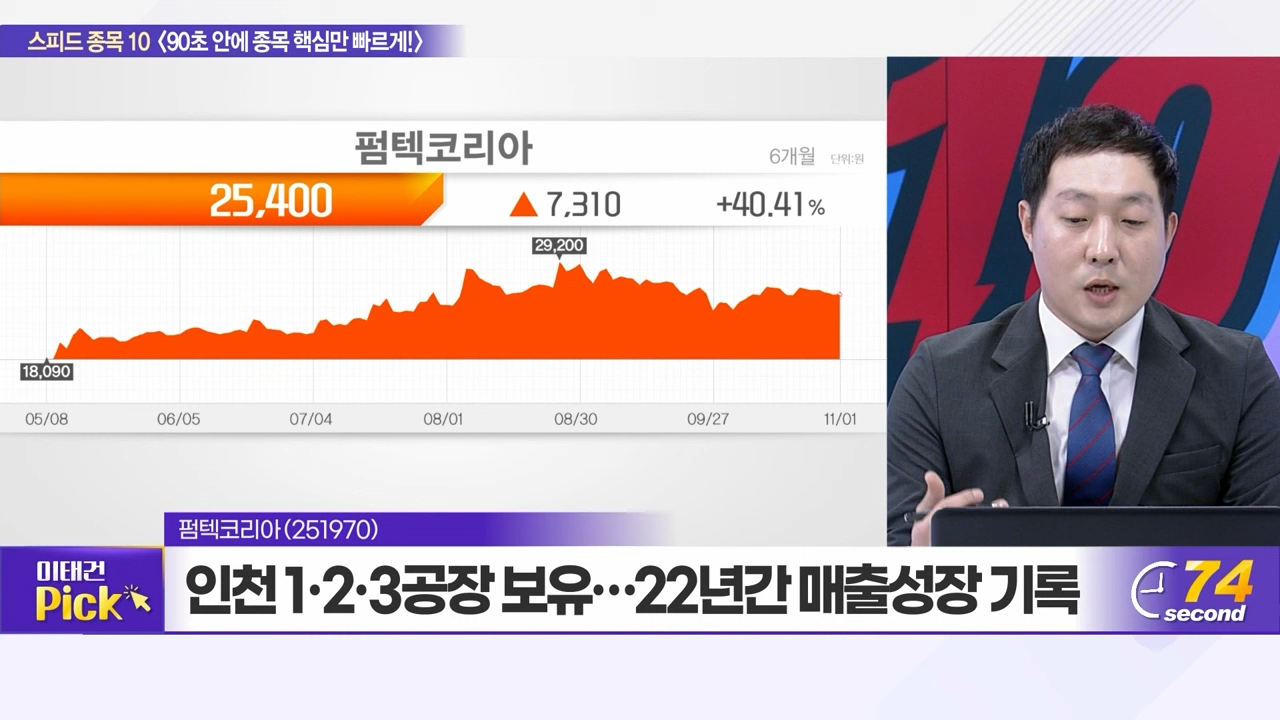 스피드 종목 10 〈90초 안에 종목 핵심만 빠르게!〉
펌텍코리아
6개월 단위:원
25,400 ▲ 7,310 +40.41%
29,200
18,090
05/08 06/05 07/04 08/01 08/30 09/27 11/01
펌텍코리아(251970)
이태건
Pick
인천 1·2·3공장 보유…22년간 매출성장 기록
74
second